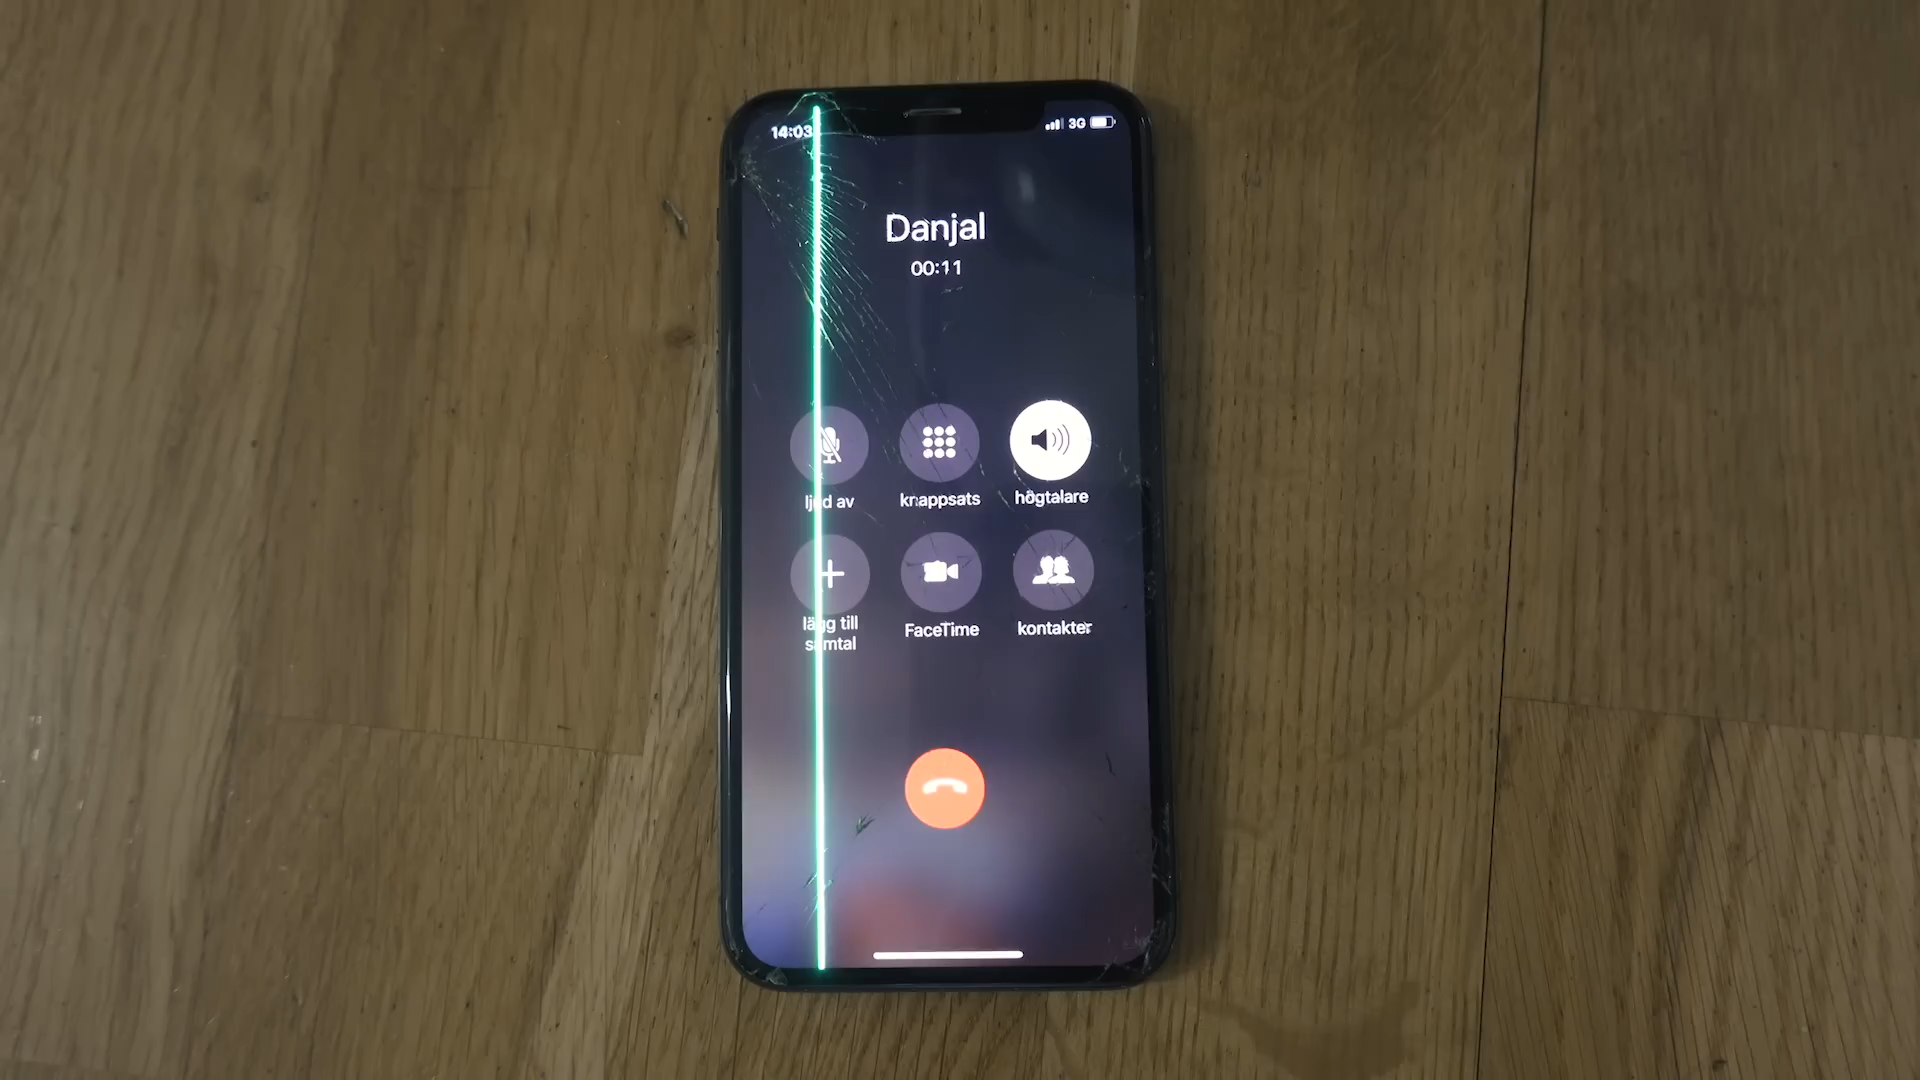 14:03
3G
Danjal
00:11
ljud av
knappsats
högtalare
lägg till
samtal
FaceTime
kontakter